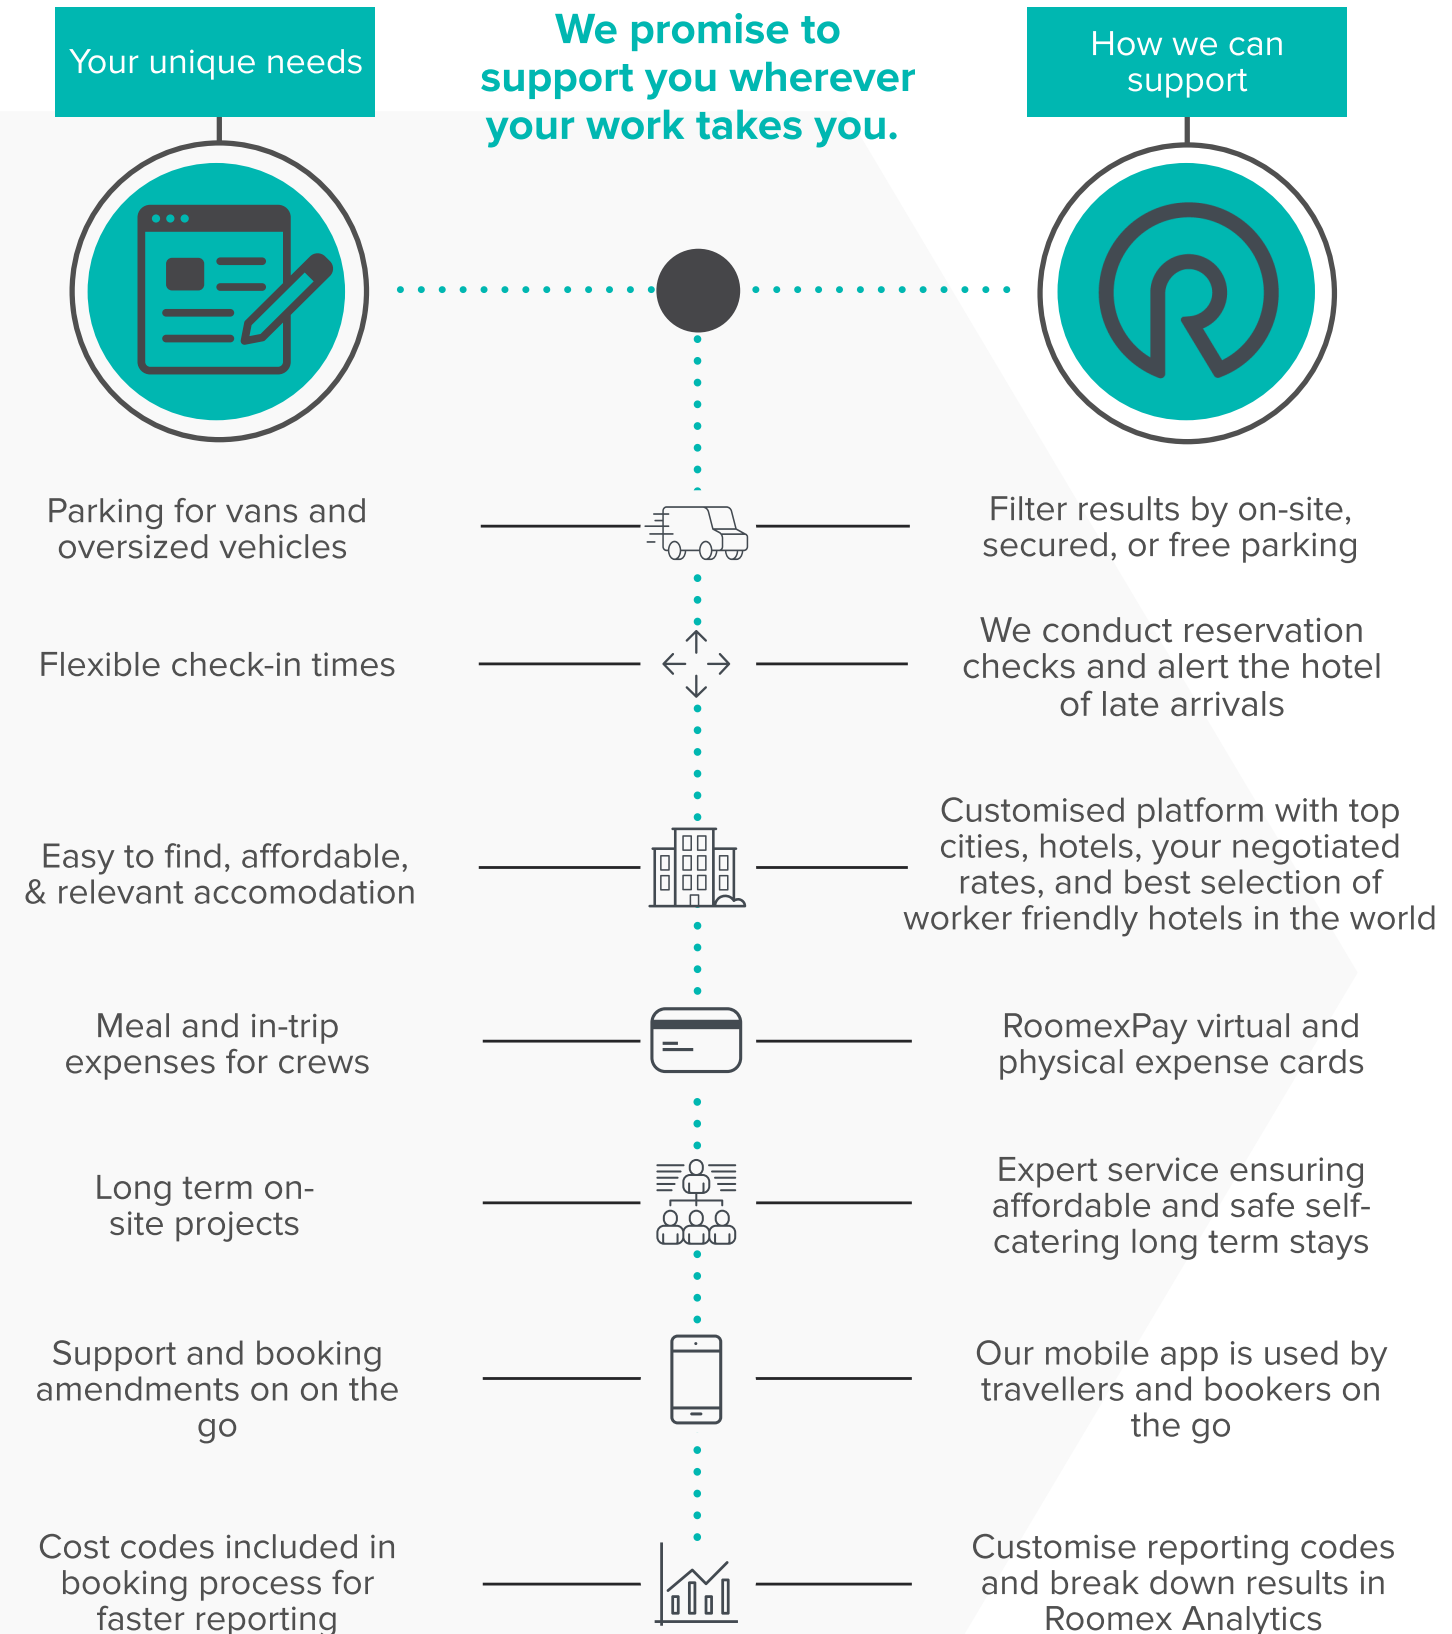 Your unique needs
We promise to
support you wherever
your work takes you.
How we can
support
Parking for vans and
oversized vehicles
Filter results by on-site,
secured, or free parking
Flexible check-in times
We conduct reservation
checks and alert the hotel
of late arrivals
Easy to find, affordable,
& relevant accomodation
Customised platform with top
cities, hotels, your negotiated
rates, and best selection of
worker friendly hotels in the world
Meal and in-trip
expenses for crews
RoomexPay virtual and
physical expense cards
Long term on-
site projects
Expert service ensuring
affordable and safe self-
catering long term stays
Support and booking
amendments on on the
go
Our mobile app is used by
travellers and bookers on
the go
Cost codes included in
booking process for
faster reporting
Customise reporting codes
and break down results in
Roomex Analytics